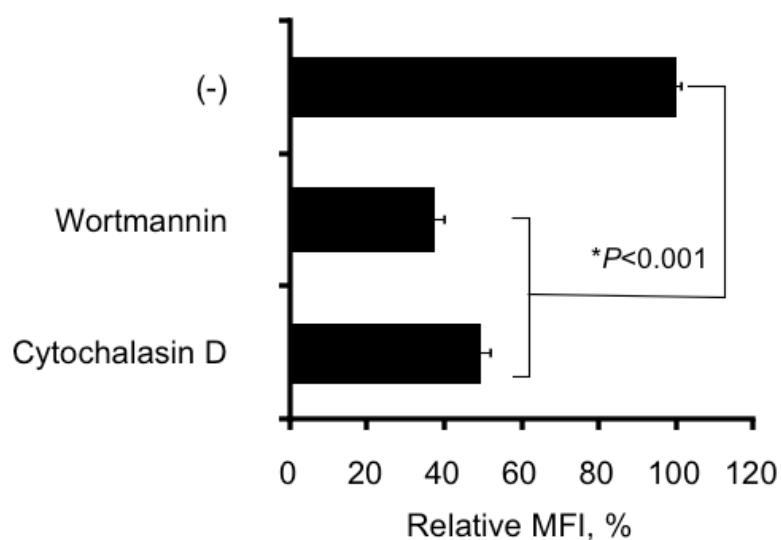 (-)
Wortmannin
*P<0.001
Cytochalasin D
0 20 40 60 80 100 120
Relative MFI, %